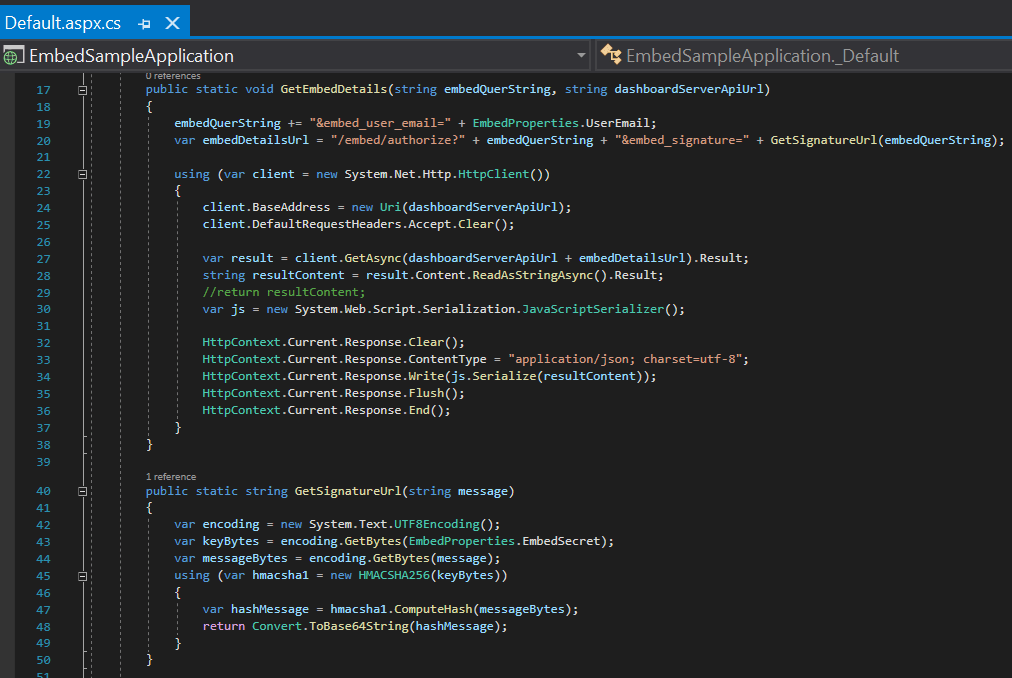 Default.aspx.cs
EmbedSampleApplication
EmbedSampleApplication._Default
0 references
17 public static void GetEmbedDetails(string embedQuerString, string dashboardServerApiUrl)
18 {
19 embedQuerString += "&embed_user_email=" + EmbedProperties.UserEmail;
20 var embedDetailsUrl = "/embed/authorize?" + embedQuerString + "&embed_signature=" + GetSignatureUrl(embedQuerString);
21
22 using (var client = new System.Net.Http.HttpClient())
23 {
24 client.BaseAddress = new Uri(dashboardServerApiUrl);
25 client.DefaultRequestHeaders.Accept.Clear();
26
27 var result = client.GetAsync(dashboardServerApiUrl + embedDetailsUrl).Result;
28 string resultContent = result.Content.ReadAsStringAsync().Result;
29 //return resultContent;
30 var js = new System.Web.Script.Serialization.JavaScriptSerializer();
31
32 HttpContext.Current.Response.Clear();
33 HttpContext.Current.Response.ContentType = "application/json; charset=utf-8";
34 HttpContext.Current.Response.Write(js.Serialize(resultContent));
35 HttpContext.Current.Response.Flush();
36 HttpContext.Current.Response.End();
37 }
38 }
39
1 reference
40 public static string GetSignatureUrl(string message)
41 {
42 var encoding = new System.Text.UTF8Encoding();
43 var keyBytes = encoding.GetBytes(EmbedProperties.EmbedSecret);
44 var messageBytes = encoding.GetBytes(message);
45 using (var hmacsha1 = new HMACSHA256(keyBytes))
46 {
47 var hashMessage = hmacsha1.ComputeHash(messageBytes);
48 return Convert.ToBase64String(hashMessage);
49 }
50 }
51